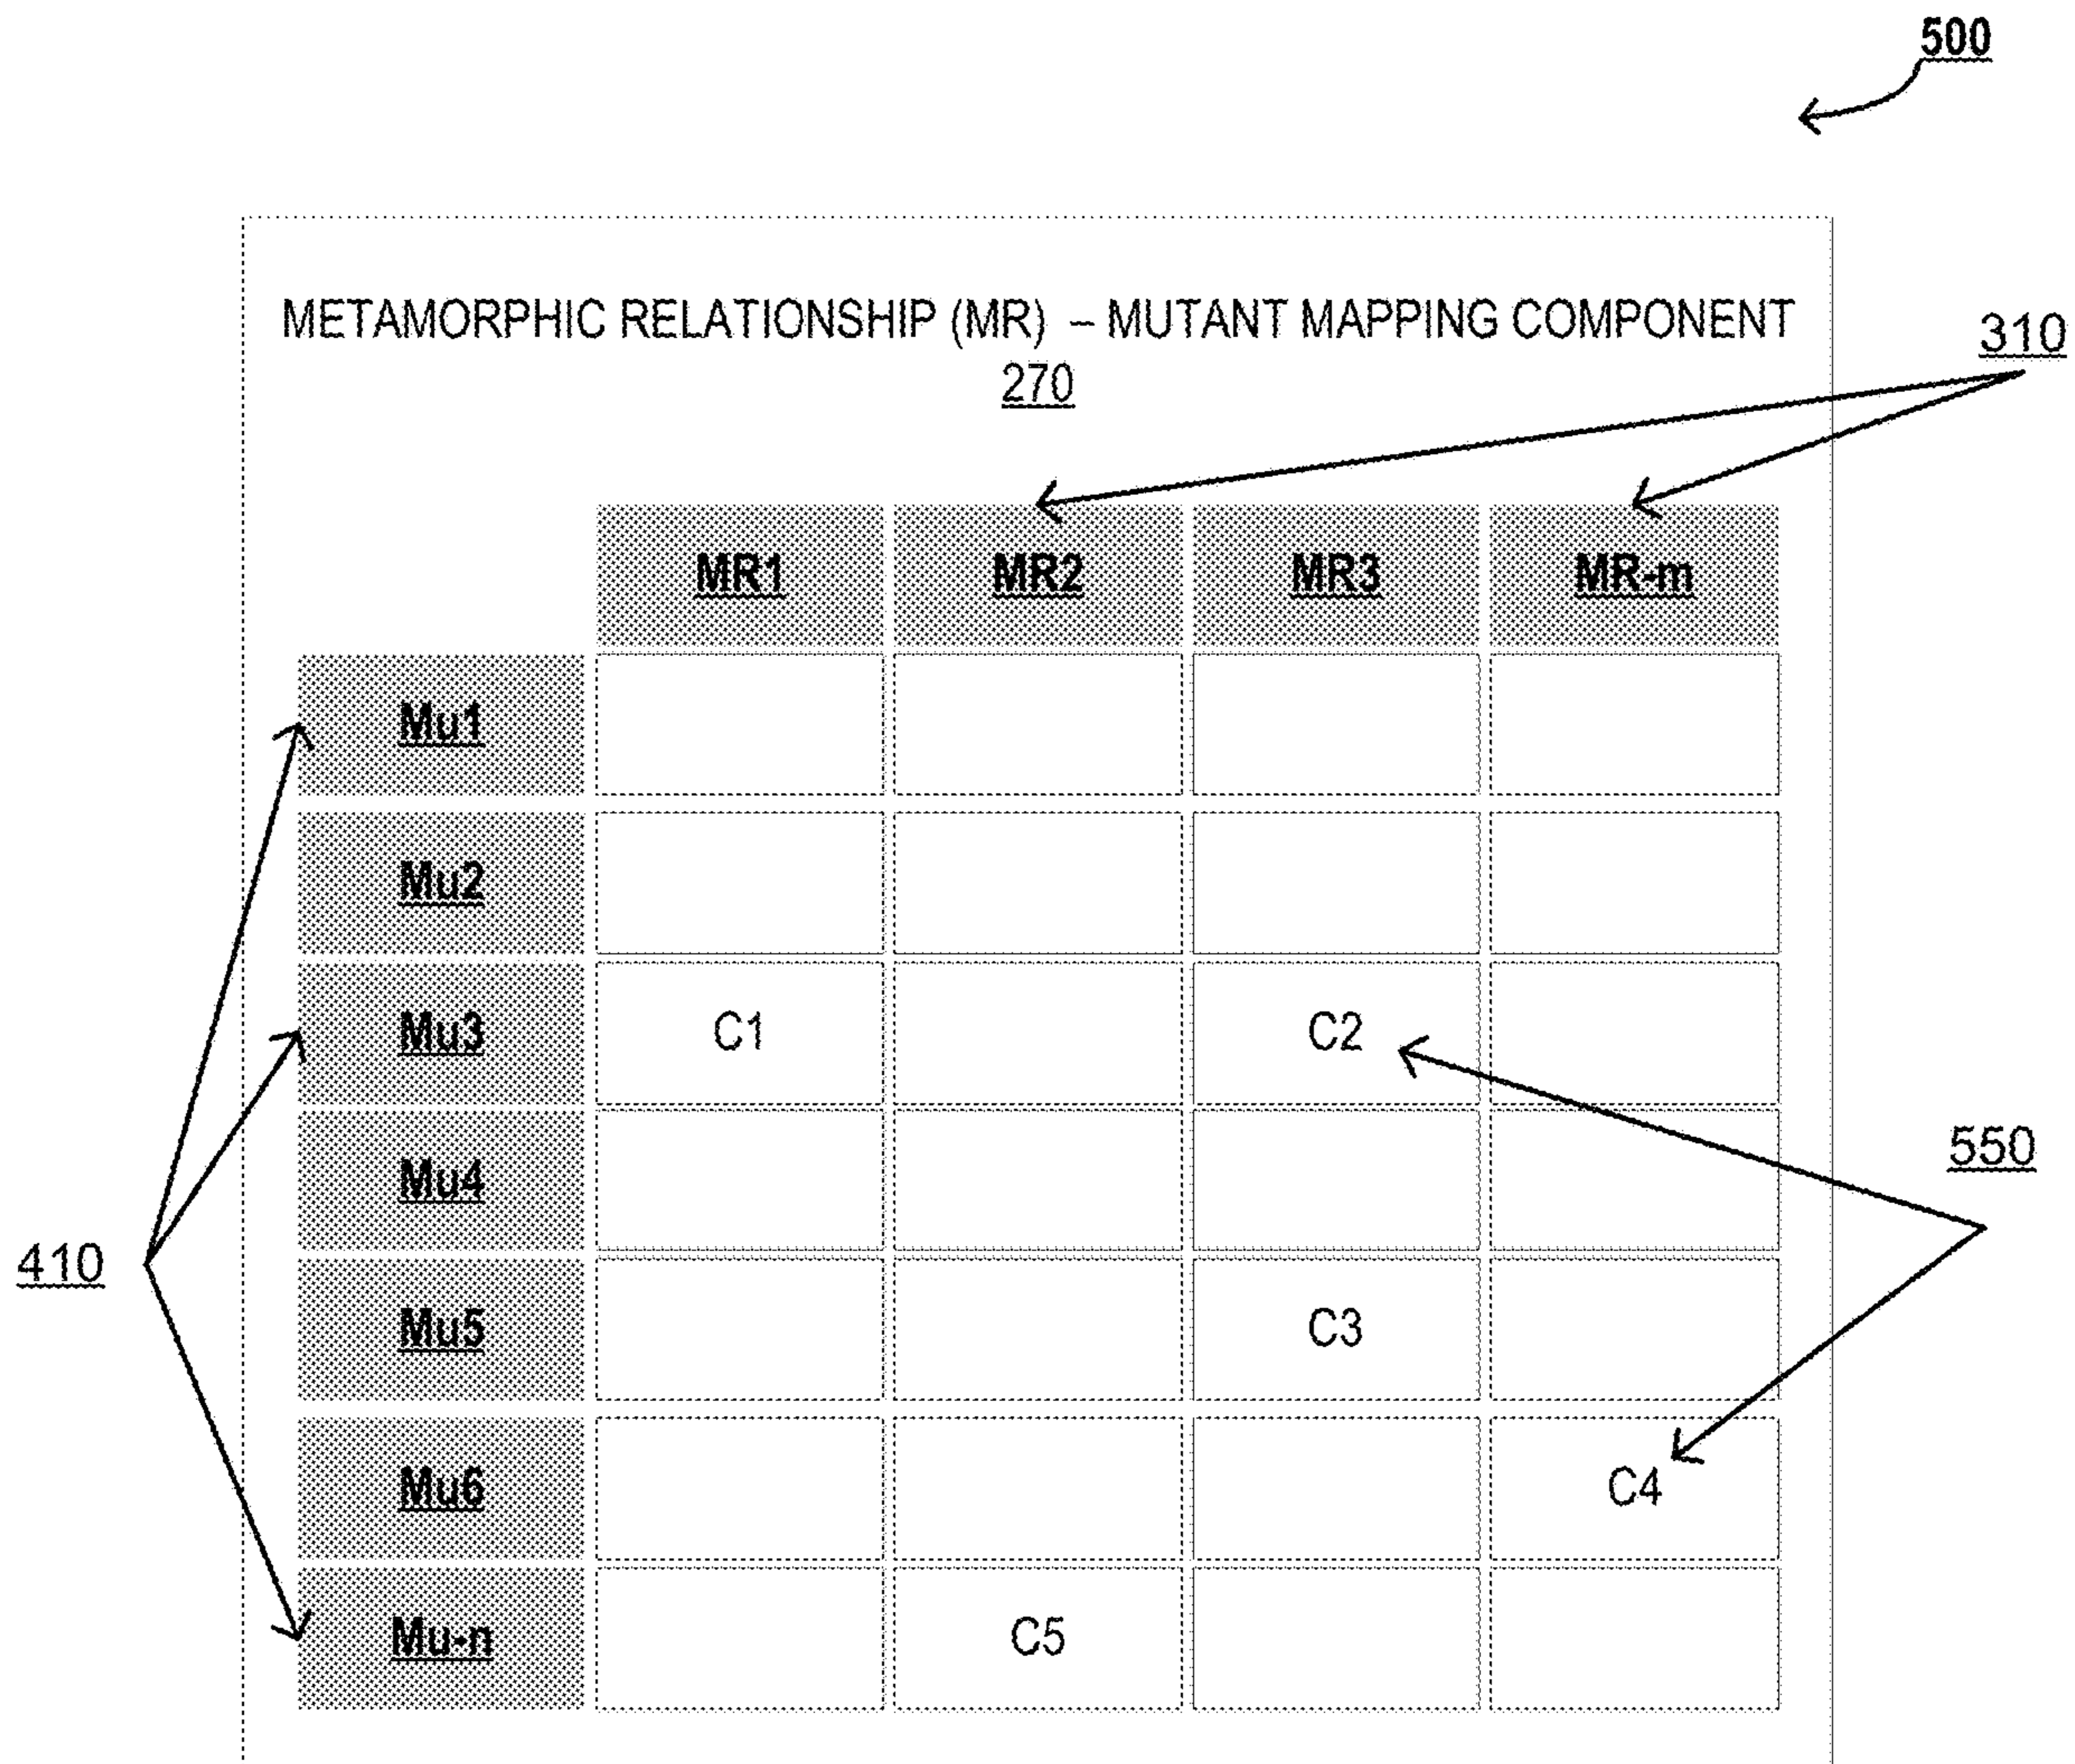 500
METAMORPHIC RELATIONSHIP (MR) – MUTANT MAPPING COMPONENT
270
310
MR1 MR2 MR3 MR-m
Mu1
Mu2
Mu3 C1 C2
550
Mu4
410
Mu5 C3
Mu6 C4
Mu-n C5